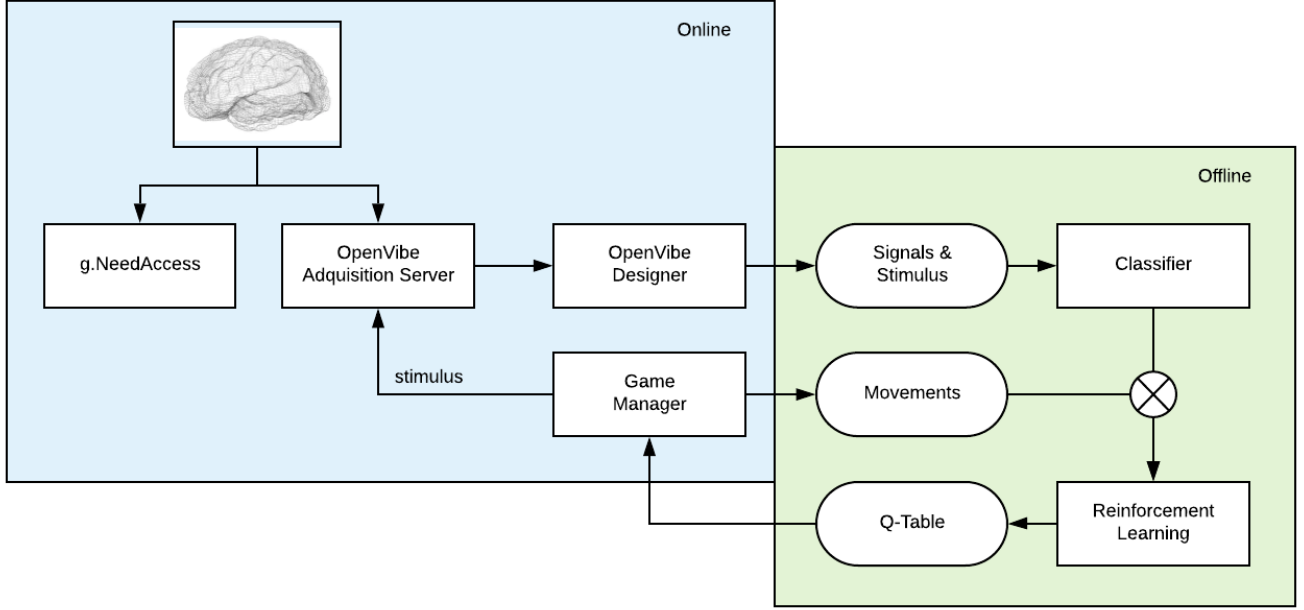 Online
Offline
g.NeedAccess
OpenVibe
Adquisition Server
OpenVibe
Designer
Signals &
Stimulus
Classifier
stimulus
Game
Manager
Movements
Q-Table
Reinforcement
Learning